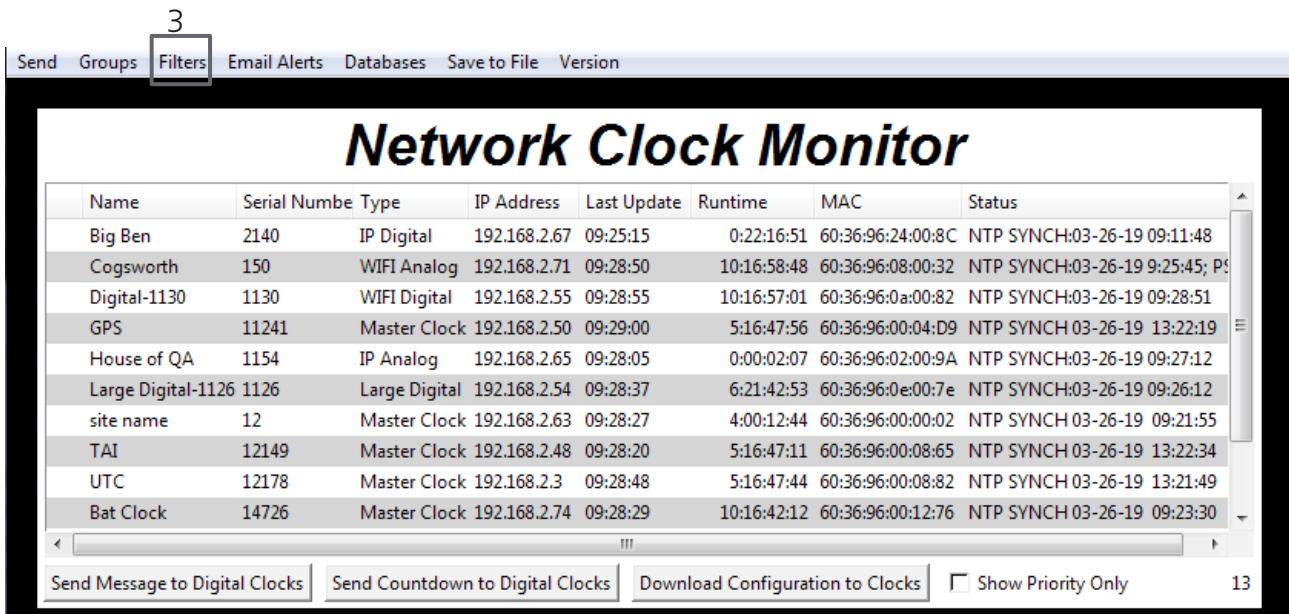 3
Send Groups Filters Email Alerts Databases Save to File Version
Network Clock Monitor
Name Serial Numbe Type IP Address Last Update Runtime MAC Status
Big Ben 2140 IP Digital 192.168.2.67 09:25:15 0:22:16:51 60:36:96:24:00:8C NTP SYNCH:03-26-19 09:11:48
Cogsworth 150 WIFI Analog 192.168.2.71 09:28:50 10:16:58:48 60:36:96:08:00:32 NTP SYNCH:03-26-19 9:25:45; PS
Digital-1130 1130 WIFI Digital 192.168.2.55 09:28:55 10:16:57:01 60:36:96:0a:00:82 NTP SYNCH:03-26-19 09:28:51
GPS 11241 Master Clock 192.168.2.50 09:29:00 5:16:47:56 60:36:96:00:04:D9 NTP SYNCH 03-26-19 13:22:19
House of QA 1154 IP Analog 192.168.2.65 09:28:05 0:00:02:07 60:36:96:02:00:9A NTP SYNCH:03-26-19 09:27:12
Large Digital-1126 1126 Large Digital 192.168.2.54 09:28:37 6:21:42:53 60:36:96:0e:00:7e NTP SYNCH:03-26-19 09:26:12
site name 12 Master Clock 192.168.2.63 09:28:27 4:00:12:44 60:36:96:00:00:02 NTP SYNCH 03-26-19 09:21:55
TAI 12149 Master Clock 192.168.2.48 09:28:20 5:16:47:11 60:36:96:00:08:65 NTP SYNCH 03-26-19 13:22:34
UTC 12178 Master Clock 192.168.2.3 09:28:48 5:16:47:44 60:36:96:00:08:82 NTP SYNCH 03-26-19 13:21:49
Bat Clock 14726 Master Clock 192.168.2.74 09:28:29 10:16:42:12 60:36:96:00:12:76 NTP SYNCH 03-26-19 09:23:30
Send Message to Digital Clocks Send Countdown to Digital Clocks Download Configuration to Clocks Show Priority Only 13